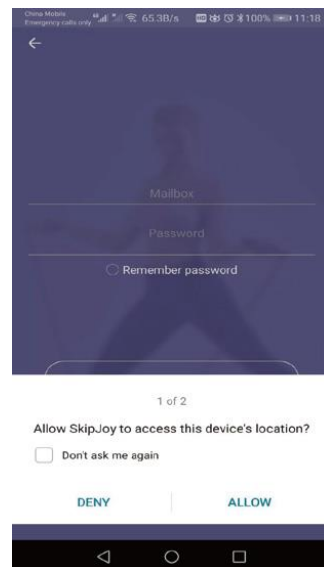 China Mobile
Emergency calls only 65.3B/s HD 100% 11:18
Mailbox
Password
Remember password
1 of 2
Allow SkipJoy to access this device's location?
Don't ask me again
DENY ALLOW